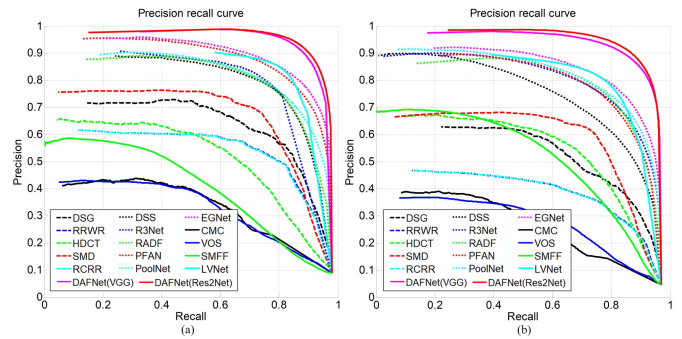 Precision recall curve
1
0.9
0.8
0.7
0.6
0.5
0.4
0.3
0.2
0.1
0
Precision
DSG DSS EGNet
RRWR R3Net CMC
HDCT RADF VOS
SMD PFAN SMFF
RCRR PoolNet LVNet
DAFNet(VGG) DAFNet(Res2Net)
0 0.2 0.4 0.6 0.8 1
Recall
(a)
Precision recall curve
1
0.9
0.8
0.7
0.6
0.5
0.4
0.3
0.2
0.1
0
Precision
DSG DSS EGNet
RRWR R3Net CMC
HDCT RADF VOS
SMD PFAN SMFF
RCRR PoolNet LVNet
DAFNet(VGG) DAFNet(Res2Net)
0 0.2 0.4 0.6 0.8 1
Recall
(b)